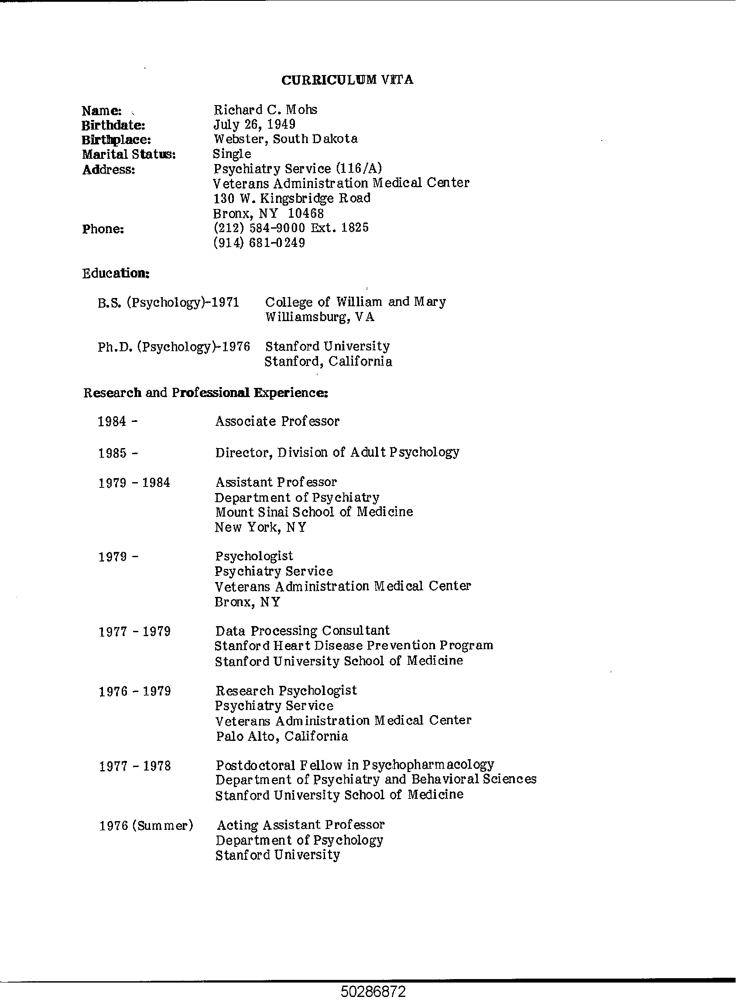 CURRICULUM VITA
Name: Richard C. Mohs
Birthdate: July 26, 1949
Birthplace: Webster, South Dakota
Marital Status: Single
Address: Psychiatry Service (116/A)
Veterans Administration Medical Center
130 W. Kingsbridge Road
Bronx, NY 10468
Phone: (212) 584-9000 Ext. 1825
(914) 681-0249
Education:
B.S. (Psychology)-1971 College of William and Mary
Williamsburg, VA
Ph.D. (Psychology)-1976 Stanford University
Stanford, California
Research and Professional Experience:
1984 - Associate Professor
1985 - Director, Division of Adult Psychology
1979 - 1984 Assistant Professor
Department of Psychiatry
Mount Sinai School of Medicine
New York, NY
1979 - Psychologist
Psychiatry Service
Veterans Administration Medical Center
Bronx, NY
1977 - 1979 Data Processing Consultant
Stanford Heart Disease Prevention Program
Stanford University School of Medicine
1976 - 1979 Research Psychologist
Psychiatry Service
Veterans Administration Medical Center
Palo Alto, California
1977 - 1978 Postdoctoral Fellow in Psychopharmacology
Department of Psychiatry and Behavioral Sciences
Stanford University School of Medicine
1976 (Summer) Acting Assistant Professor
Department of Psychology
Stanford University
50286872